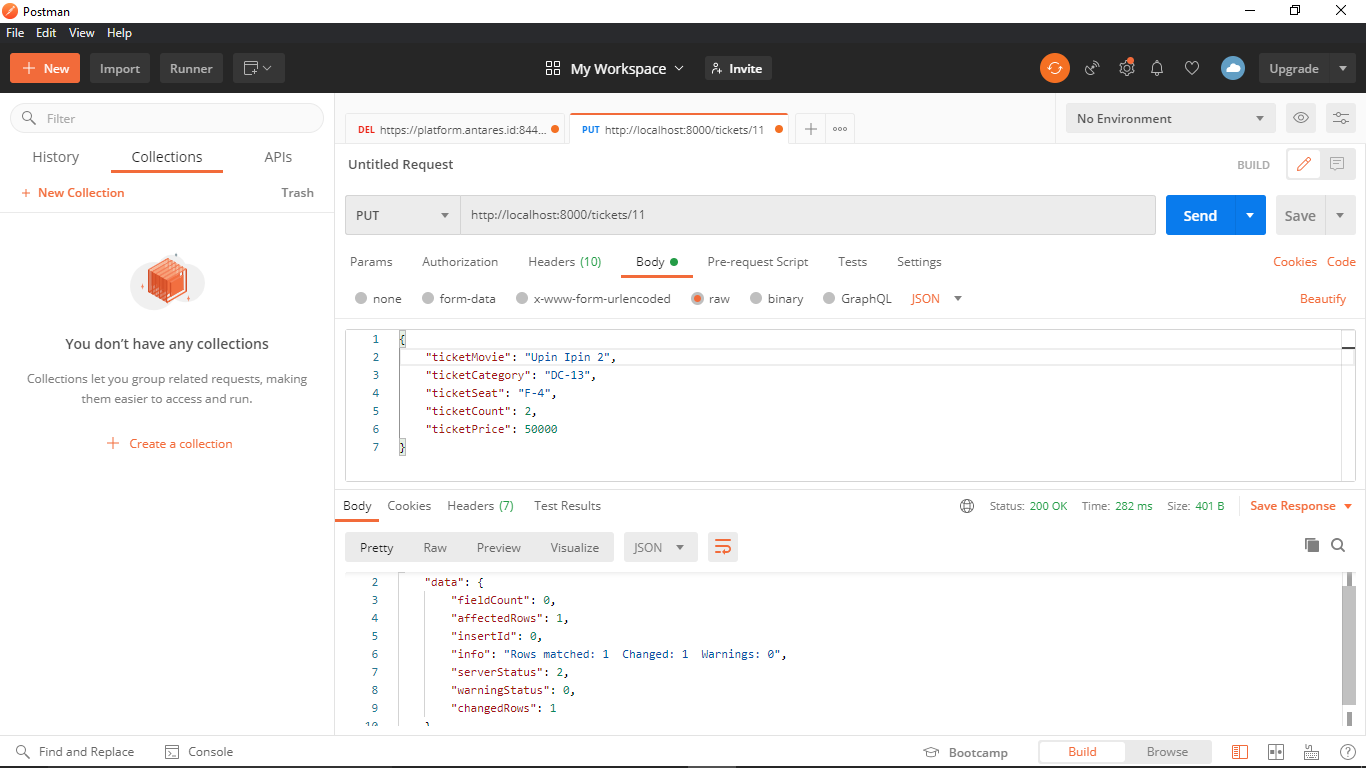 Postman
File Edit View Help
New Import Runner My Workspace Invite Upgrade
Filter
History Collections APIs
New Collection Trash
You don't have any collections
Collections let you group related requests, making
them easier to access and run.
Create a collection
DEL https://platform.antares.id:844... PUT http://localhost:8000/tickets/11 No Environment
Untitled Request BUILD
PUT http://localhost:8000/tickets/11 Send Save
Params Authorization Headers (10) Body Pre-request Script Tests Settings Cookies Code
none form-data x-www-form-urlencoded raw binary GraphQL JSON Beautify
1 {
2 "ticketMovie": "Upin Ipin 2",
3 "ticketCategory": "DC-13",
4 "ticketSeat": "F-4",
5 "ticketCount": 2,
6 "ticketPrice": 50000
7 }
Body Cookies Headers (7) Test Results Status: 200 OK Time: 282 ms Size: 401 B Save Response
Pretty Raw Preview Visualize JSON
2 "data": {
3 "fieldCount": 0,
4 "affectedRows": 1,
5 "insertId": 0,
6 "info": "Rows matched: 1  Changed: 1  Warnings: 0",
7 "serverStatus": 2,
8 "warningStatus": 0,
9 "changedRows": 1
Find and Replace Console Bootcamp Build Browse